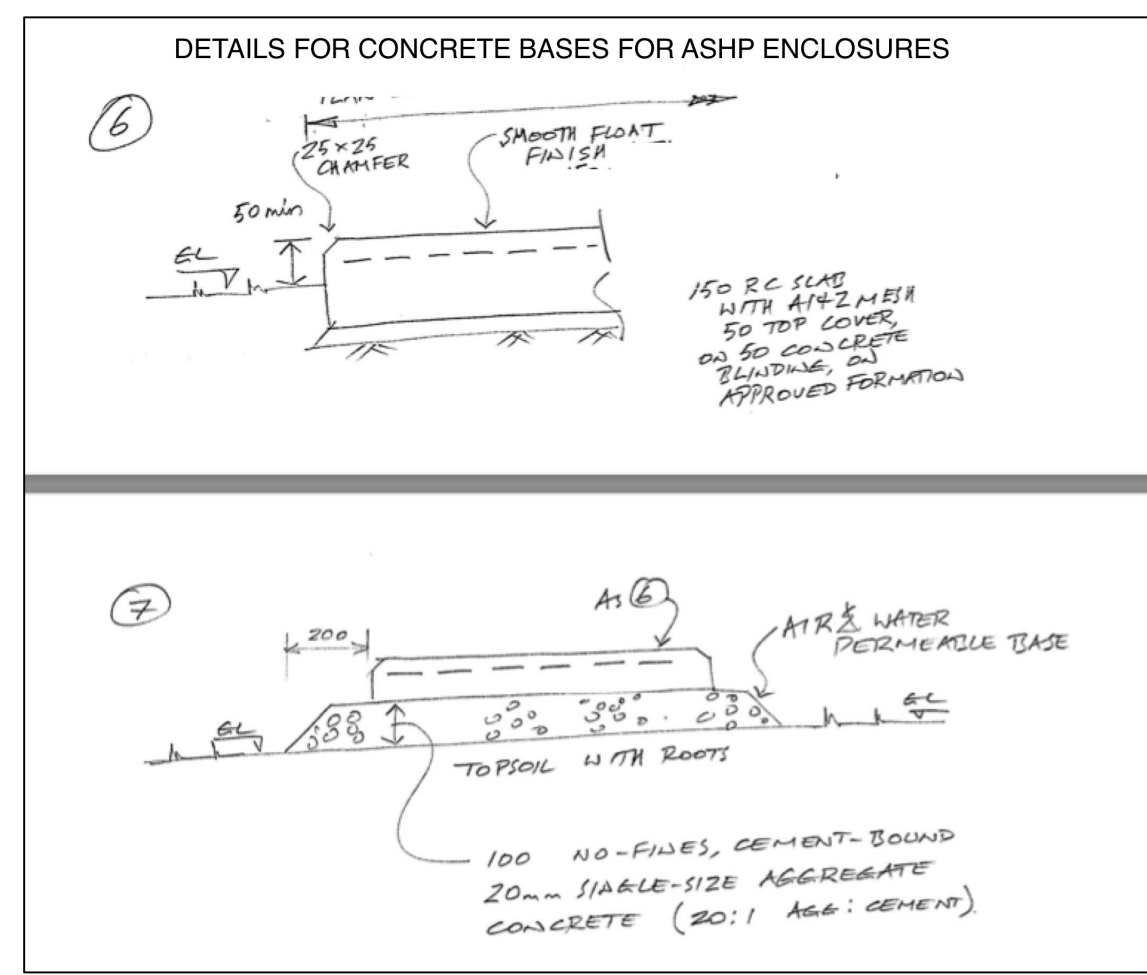 DETAILS FOR CONCRETE BASES FOR ASHP ENCLOSURES
6
25 × 25
CHAMFER
SMOOTH FLOAT
FINISH
50 min
GL
150 RC SLAB
WITH A142 MESH
50 TOP COVER,
ON 50 CONCRETE
BLINDING, ON
APPROVED FORMATION
7
As 6
200
AIR & WATER
PERMEABLE BASE
GL
GL
TOPSOIL WITH ROOTS
100 NO-FINES, CEMENT-BOUND
20mm SINGLE-SIZE AGGREGATE
CONCRETE (20:1 AGG: CEMENT).